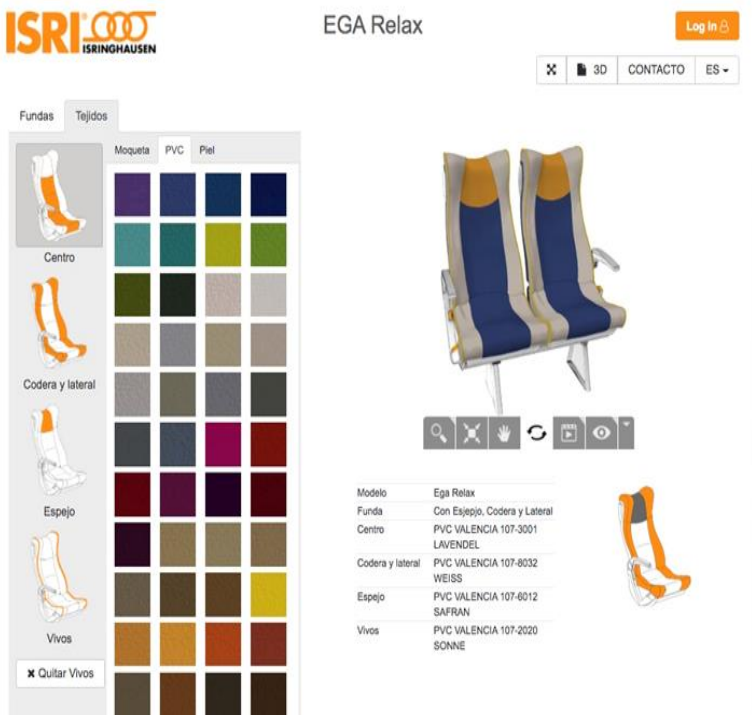 ISRI
ISRINGHAUSEN
EGA Relax
Log In
3D
CONTACTO
ES
Fundas
Tejidos
Moqueta
PVC
Piel
Centro
Codera y lateral
Espejo
Vivos
✖ Quitar Vivos
Modelo Ega Relax
Funda Con Esjepjo, Codera y Lateral
Centro PVC VALENCIA 107-3001
LAVENDEL
Codera y lateral PVC VALENCIA 107-8032
WEISS
Espejo PVC VALENCIA 107-6012
SAFRAN
Vivos PVC VALENCIA 107-2020
SONNE